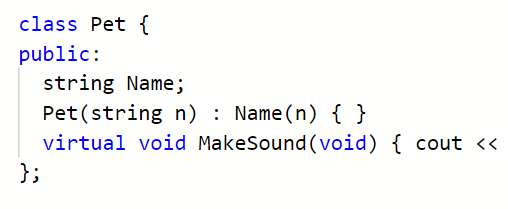 class Pet {
public:
string Name;
Pet(string n) : Name(n) { }
virtual void MakeSound(void) { cout <<
};